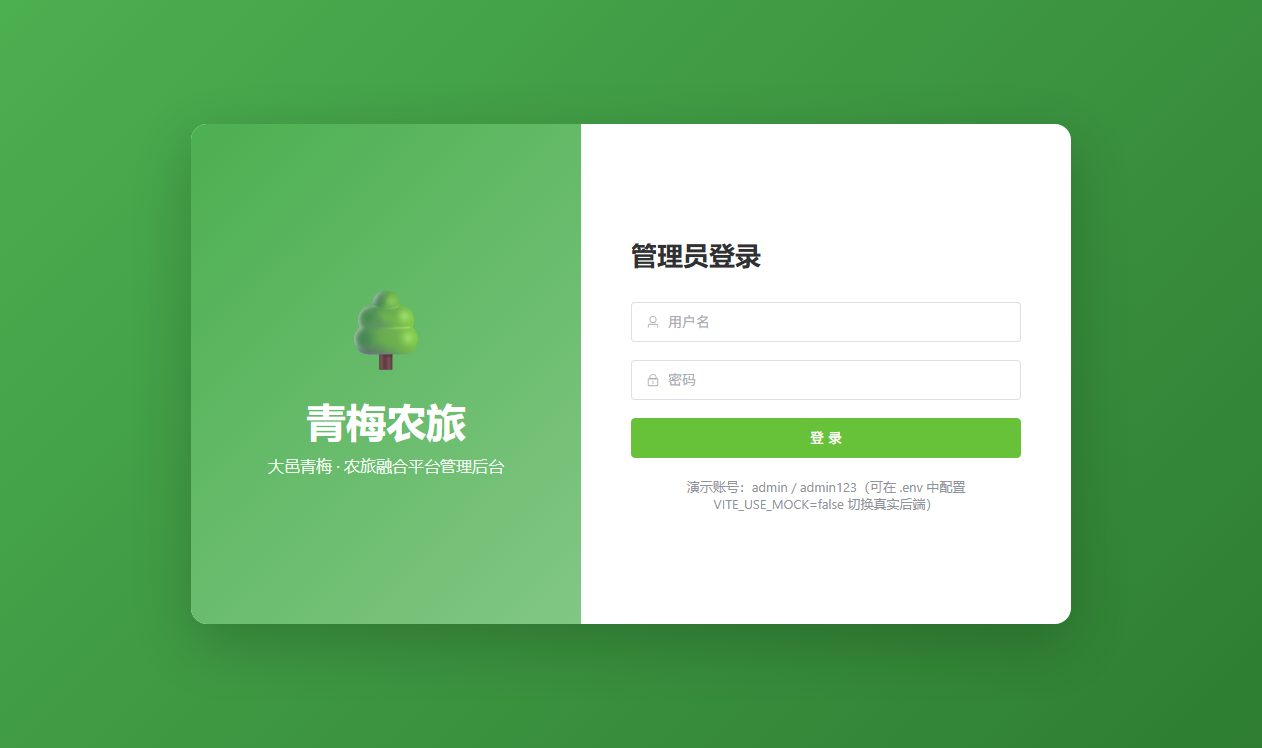 青梅农旅
大邑青梅 · 农旅融合平台管理后台
管理员登录
用户名
密码
登 录
演示账号：admin / admin123（可在 .env 中配置
VITE_USE_MOCK=false 切换真实后端）